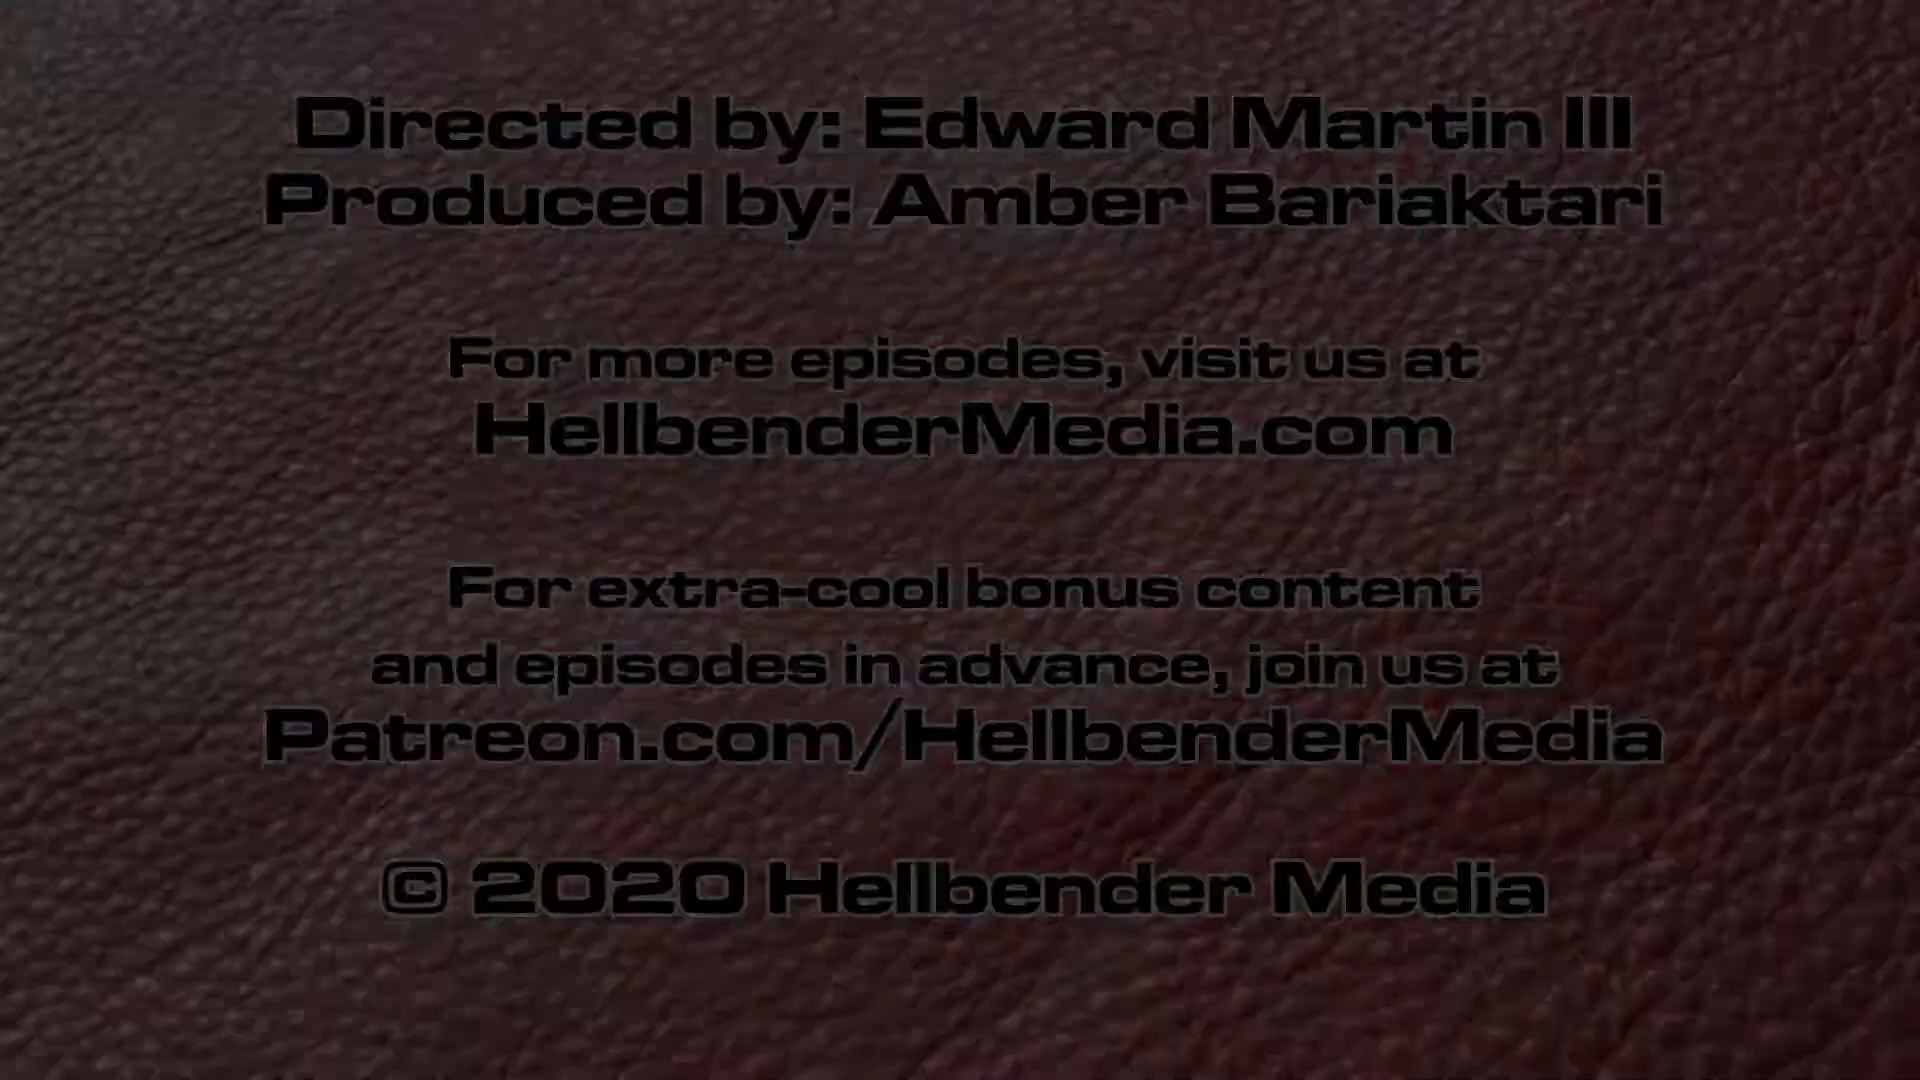 Directed by: Edward Martin III
Produced by: Amber Bariaktari
For more episodes, visit us at
HellbenderMedia.com
For extra-cool bonus content
and episodes in advance, join us at
Patreon.com/HellbenderMedia
© 2020 Hellbender Media